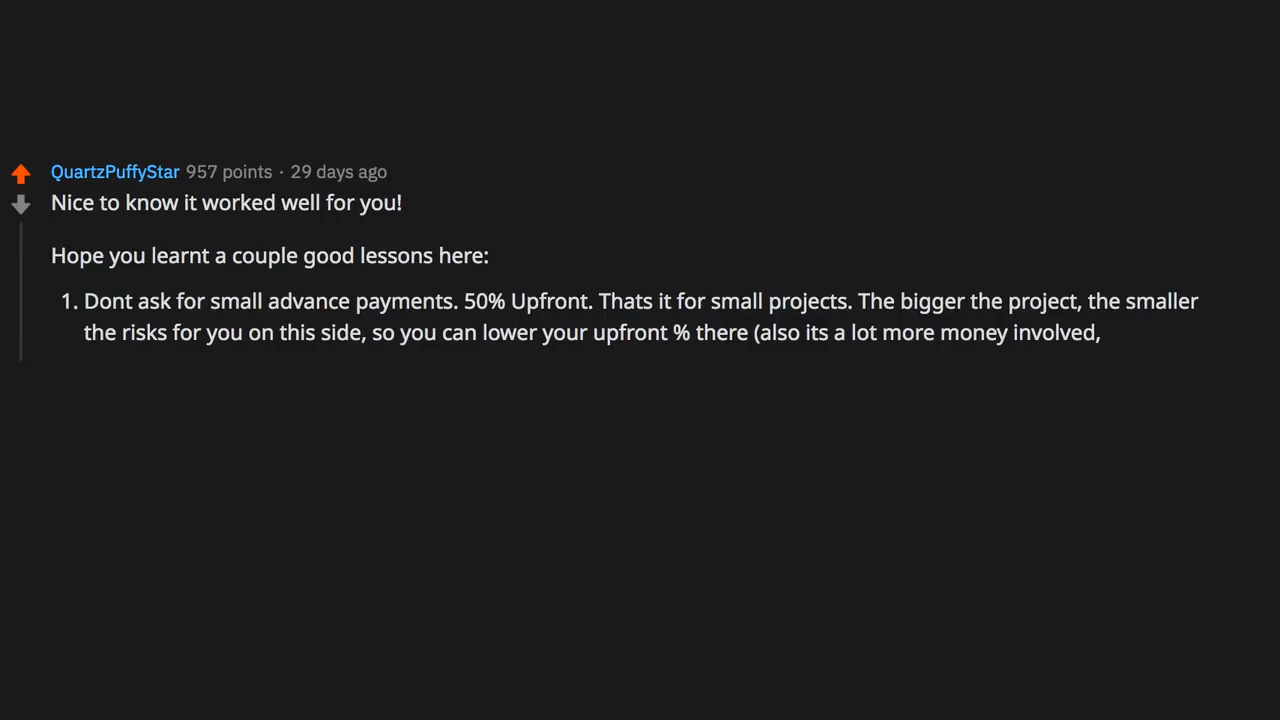 QuartzPuffyStar 957 points · 29 days ago
Nice to know it worked well for you!
Hope you learnt a couple good lessons here:
1. Dont ask for small advance payments. 50% Upfront. Thats it for small projects. The bigger the project, the smaller
the risks for you on this side, so you can lower your upfront % there (also its a lot more money involved,